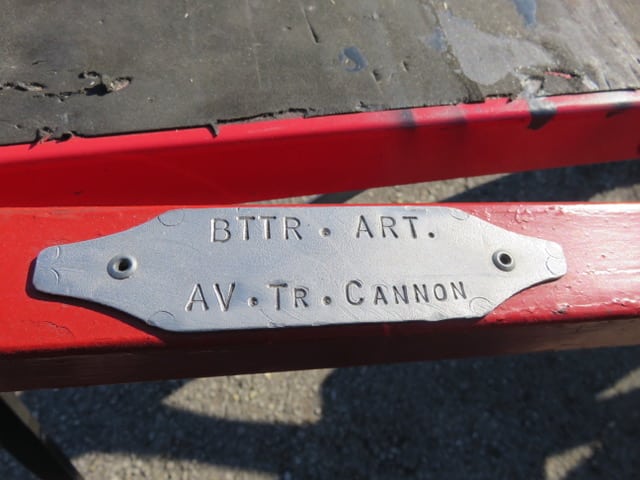 BTTR • ART.
AV • TR • CANNON